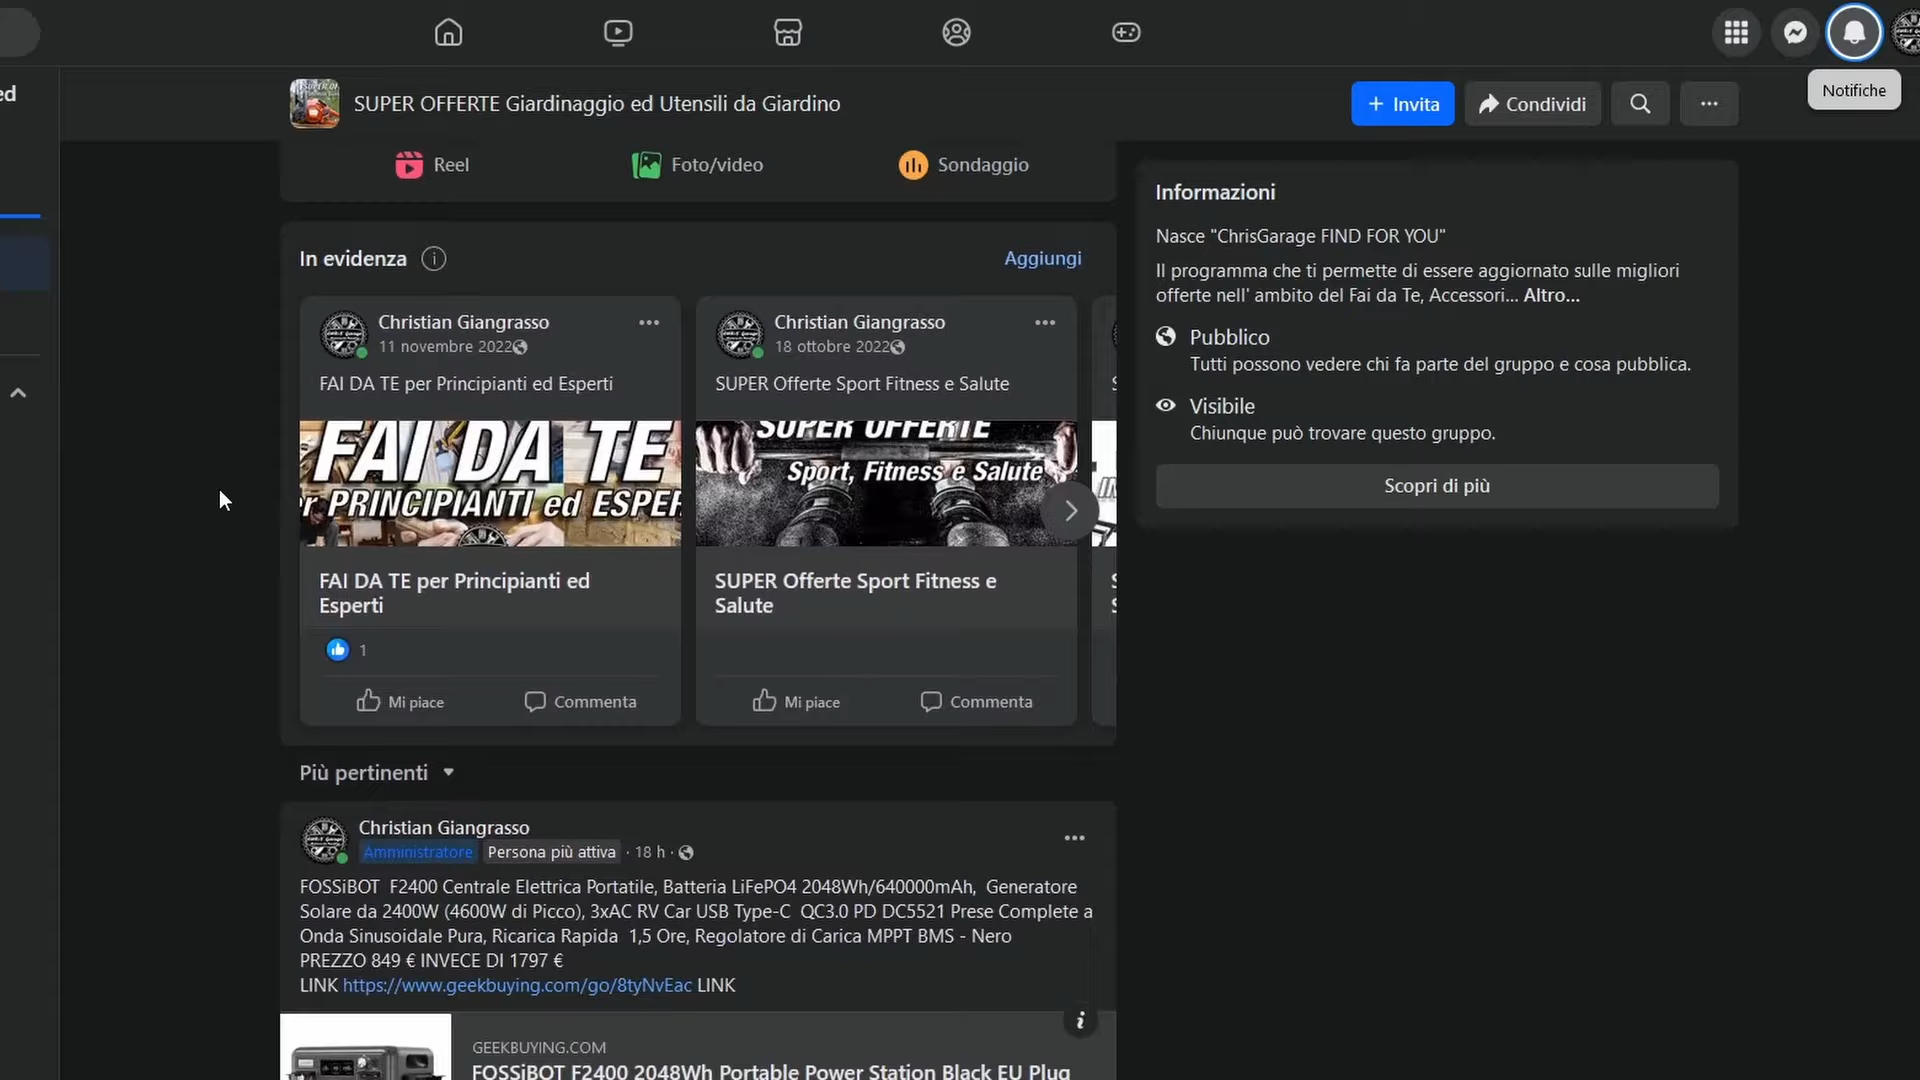 ed
SUPER OFFERTE Giardinaggio ed Utensili da Giardino
+ Invita
Condividi
Notifiche
Reel
Foto/video
Sondaggio
In evidenza
Aggiungi
Christian Giangrasso
11 novembre 2022
FAI DA TE per Principianti ed Esperti
FAI DA TE
PRINCIPIANTI ed ESPER
FAI DA TE per Principianti ed
Esperti
1
Mi piace
Commenta
Christian Giangrasso
18 ottobre 2022
SUPER Offerte Sport Fitness e Salute
SUPER OFFERTE
Sport, Fitness e Salute
SUPER Offerte Sport Fitness e
Salute
Mi piace
Commenta
Informazioni
Nasce "ChrisGarage FIND FOR YOU"
Il programma che ti permette di essere aggiornato sulle migliori
offerte nell' ambito del Fai da Te, Accessori... Altro...
Pubblico
Tutti possono vedere chi fa parte del gruppo e cosa pubblica.
Visibile
Chiunque può trovare questo gruppo.
Scopri di più
Più pertinenti
Christian Giangrasso
Amministratore Persona più attiva · 18 h ·
FOSSiBOT F2400 Centrale Elettrica Portatile, Batteria LiFePO4 2048Wh/640000mAh, Generatore
Solare da 2400W (4600W di Picco), 3xAC RV Car USB Type-C QC3.0 PD DC5521 Prese Complete a
Onda Sinusoidale Pura, Ricarica Rapida 1,5 Ore, Regolatore di Carica MPPT BMS - Nero
PREZZO 849 € INVECE DI 1797 €
LINK https://www.geekbuying.com/go/8tyNvEac LINK
GEEKBUYING.COM
FOSSiBOT F2400 2048Wh Portable Power Station Black EU Plug